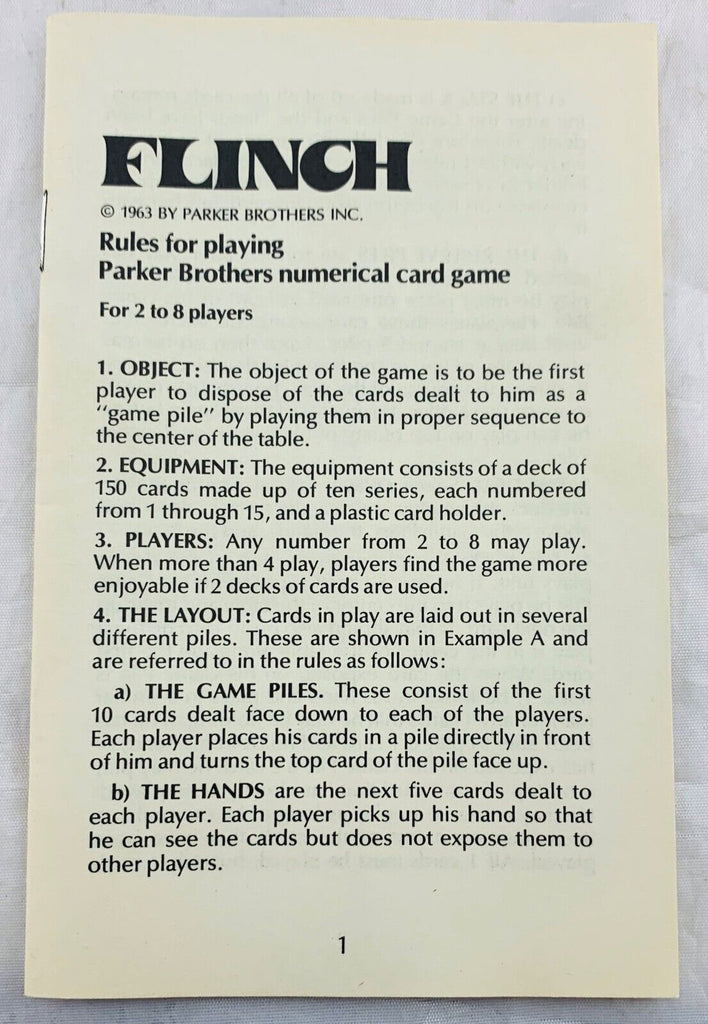 FLINCH
© 1963 BY PARKER BROTHERS INC.
Rules for playing
Parker Brothers numerical card game
For 2 to 8 players
1. OBJECT: The object of the game is to be the first
player to dispose of the cards dealt to him as a
"game pile" by playing them in proper sequence to
the center of the table.
2. EQUIPMENT: The equipment consists of a deck of
150 cards made up of ten series, each numbered
from 1 through 15, and a plastic card holder.
3. PLAYERS: Any number from 2 to 8 may play.
When more than 4 play, players find the game more
enjoyable if 2 decks of cards are used.
4. THE LAYOUT: Cards in play are laid out in several
different piles. These are shown in Example A and
are referred to in the rules as follows:
a) THE GAME PILES. These consist of the first
10 cards dealt face down to each of the players.
Each player places his cards in a pile directly in front
of him and turns the top card of the pile face up.
b) THE HANDS are the next five cards dealt to
each player. Each player picks up his hand so that
he can see the cards but does not expose them to
other players.
1